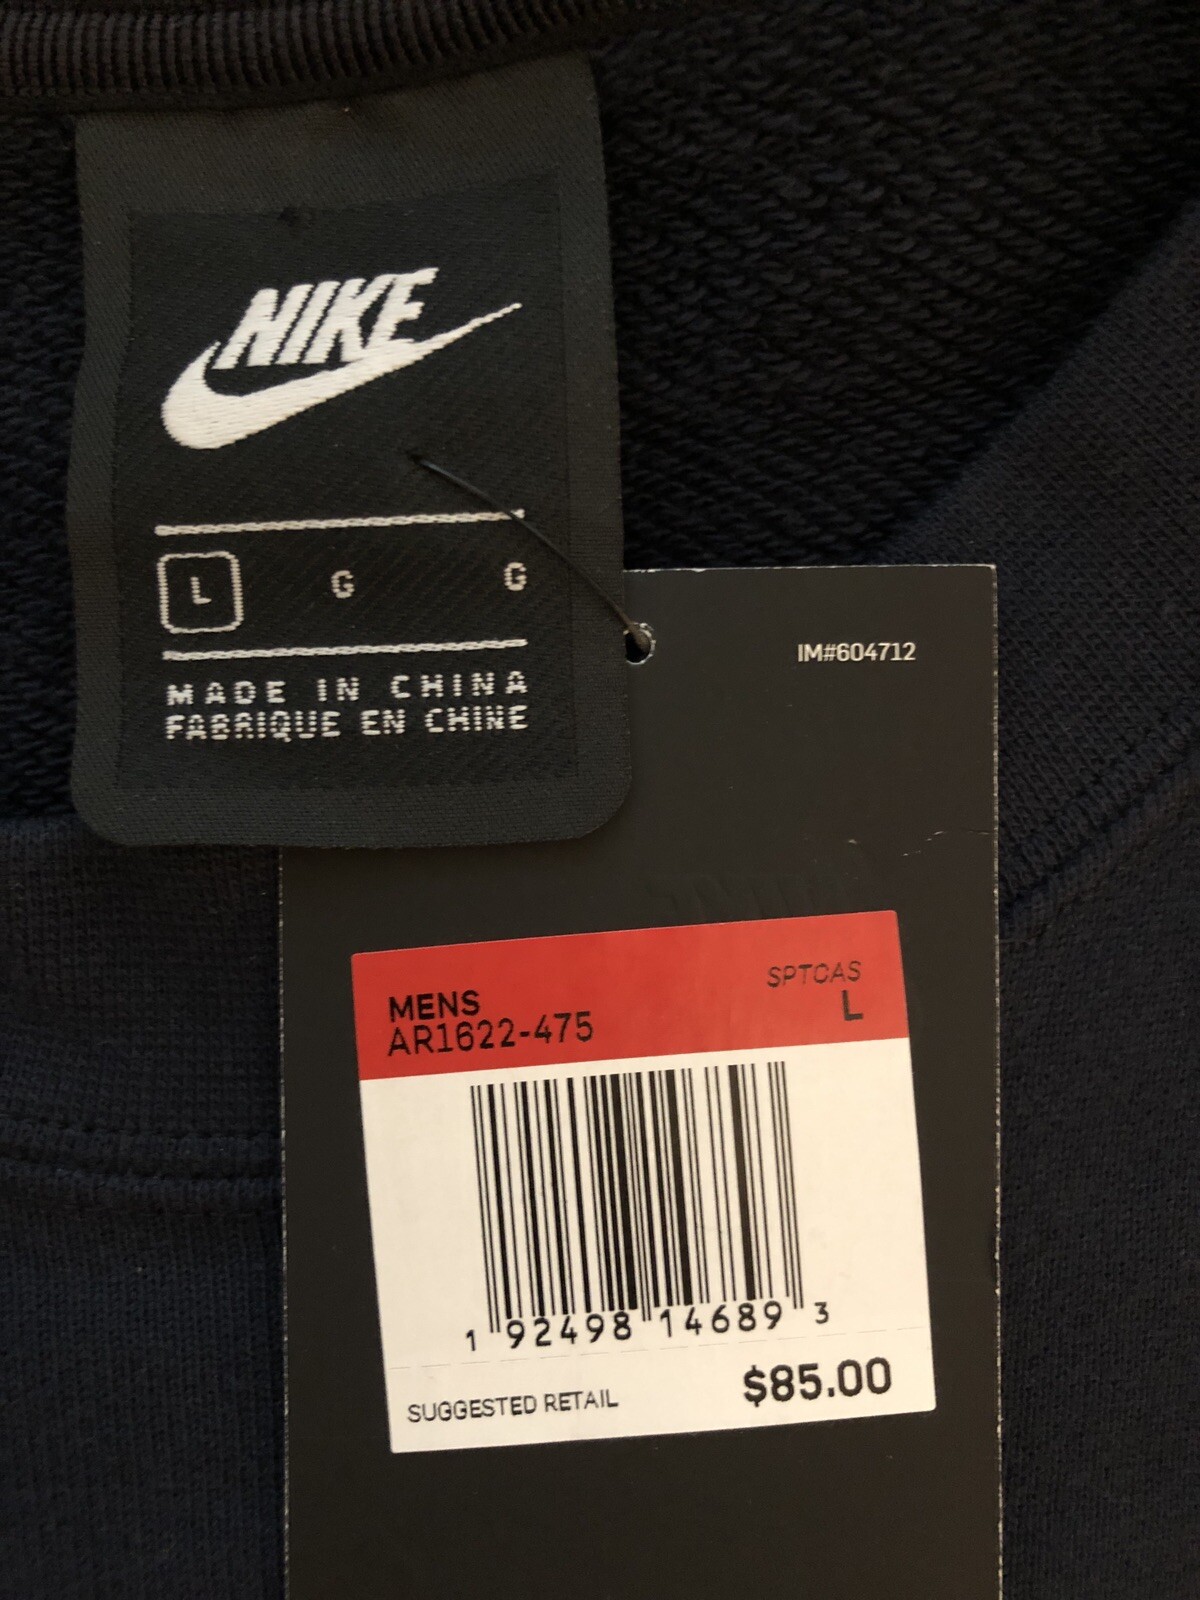 NIKE
L G G
MADE IN CHINA
FABRIQUE EN CHINE
IM#604712
SPTCAS
MENS L
AR1622-475
1 92498 14689 3
SUGGESTED RETAIL $85.00